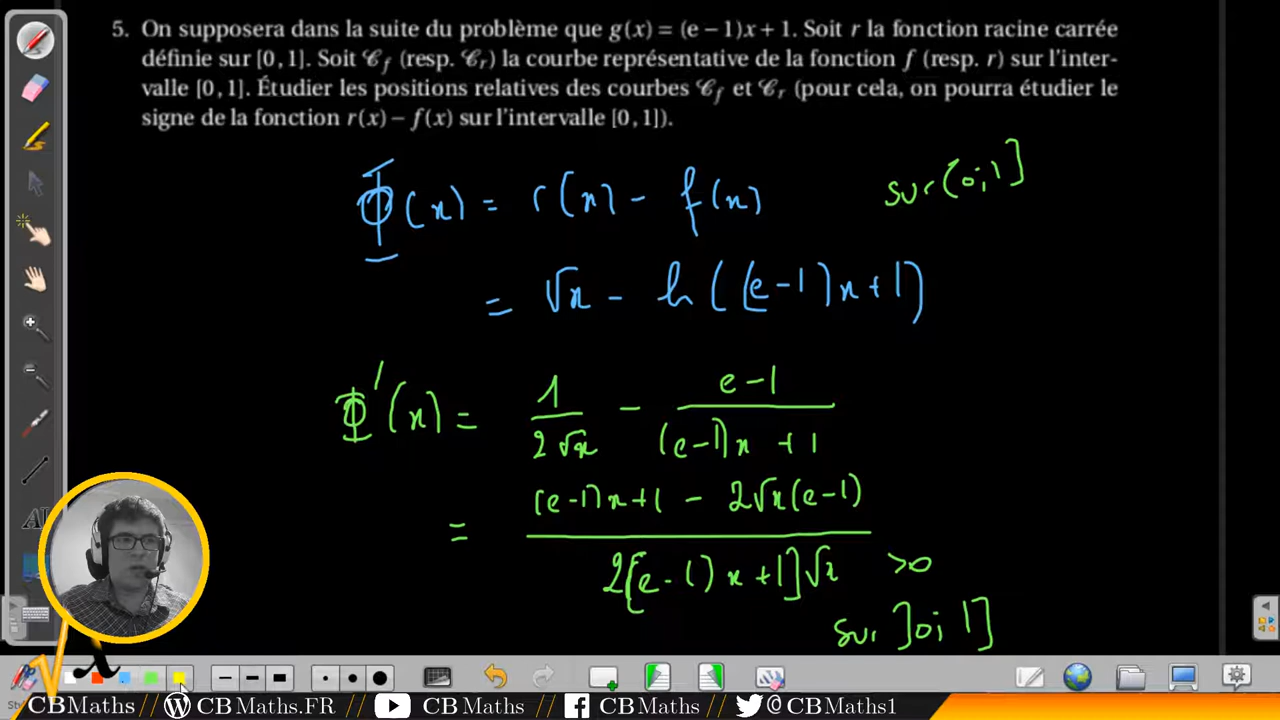 5. On supposera dans la suite du problème que g(x) = (e − 1)x + 1. Soit r la fonction racine carrée
définie sur [0, 1]. Soit 𝒞f (resp. 𝒞r) la courbe représentative de la fonction f (resp. r) sur l'inter-
valle [0, 1]. Étudier les positions relatives des courbes 𝒞f et 𝒞r (pour cela, on pourra étudier le
signe de la fonction r(x) − f(x) sur l'intervalle [0, 1]).
Φ(x) = r(x) - f(x) sur [0;1]
= √x - ln((e-1)x+1)
Φ'(x) = 1/(2√x) - (e-1)/((e-1)x+1)
= ((e-1)x+1 - 2√x(e-1))/(2[e-1)x+1]√x) >0
sur ]0; 1]
√x
CBMaths/ CBMaths.FR / CBMaths / CBMaths / @CBMaths1